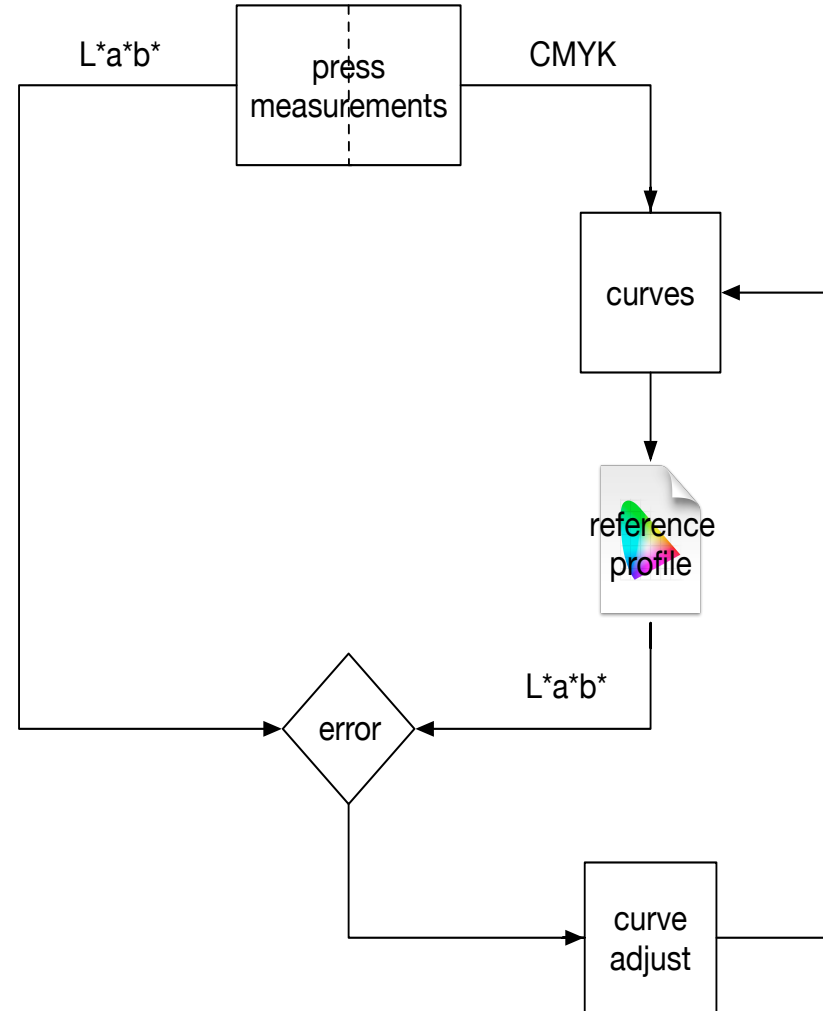 L*a*b*
press
measurements
CMYK
curves
reference
profile
L*a*b*
error
curve
adjust